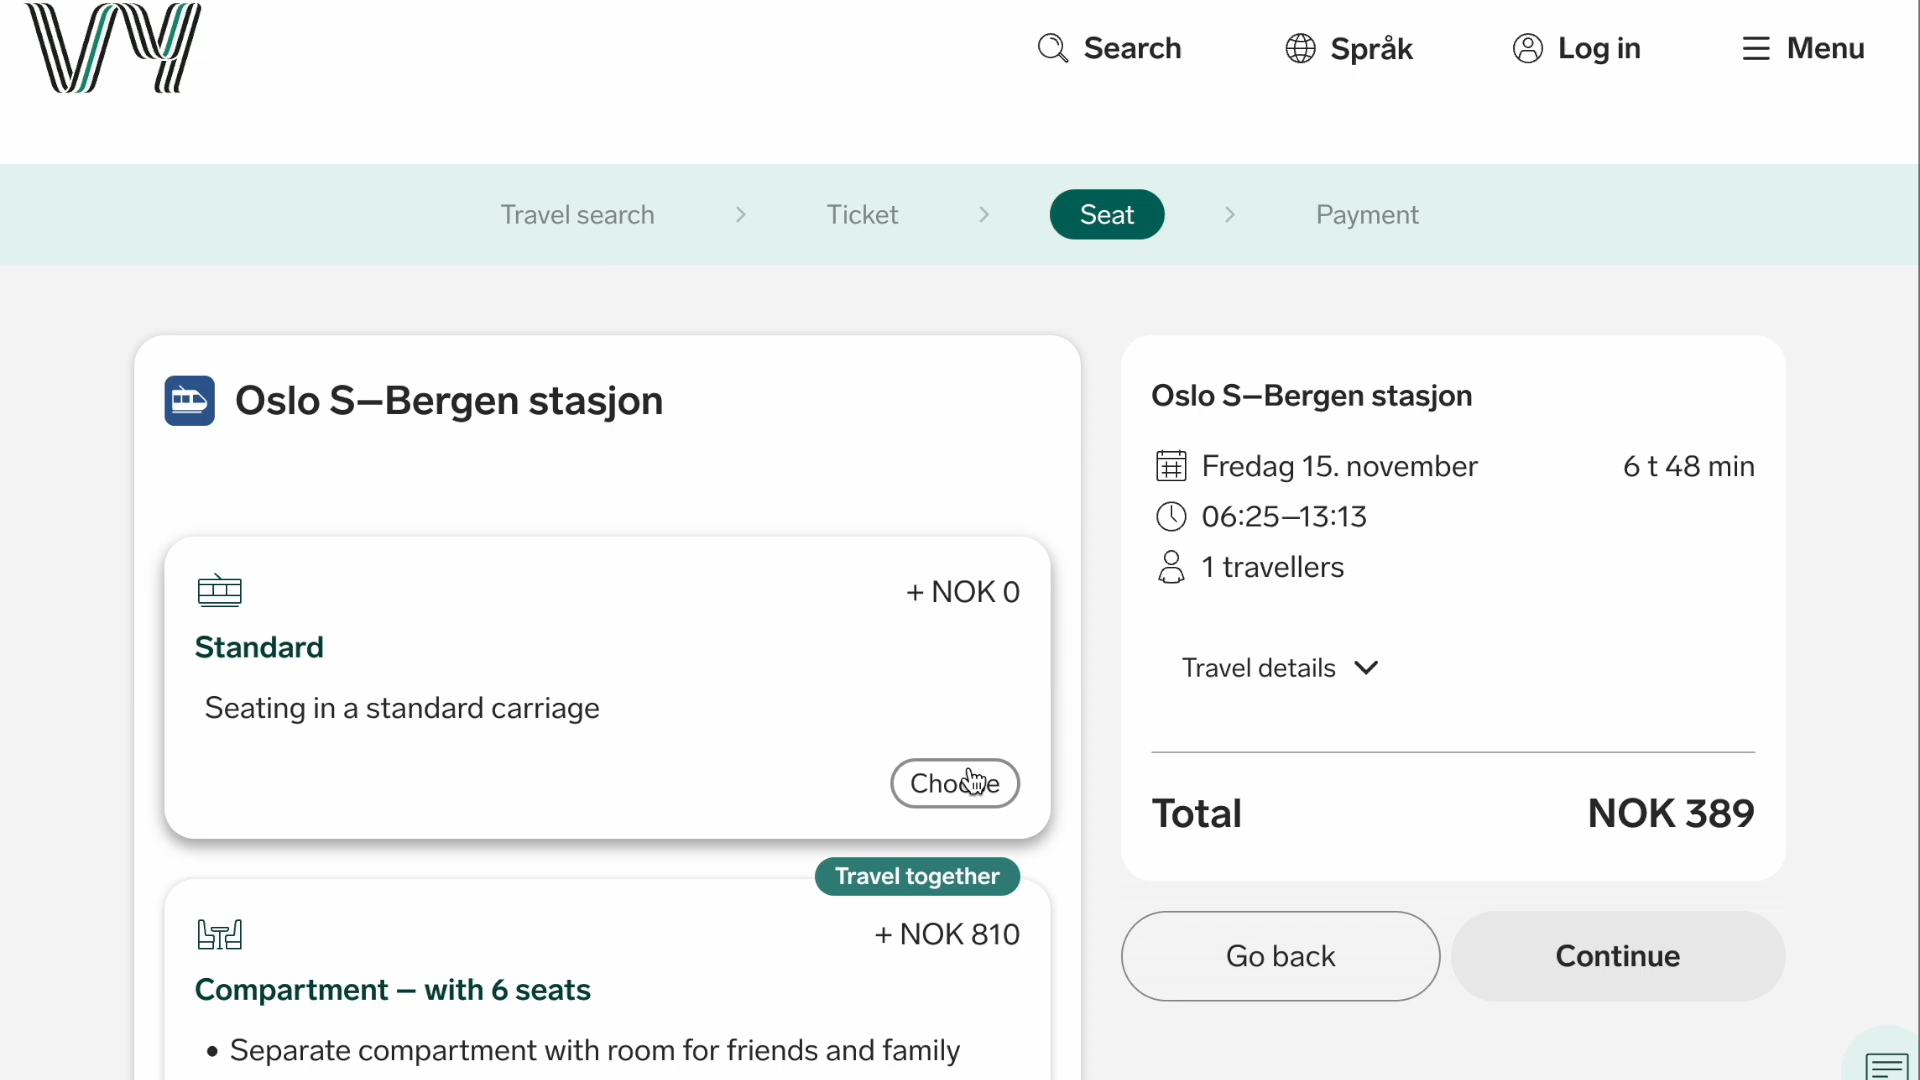 VY
Search
Språk
Log in
Menu
Travel search
Ticket
Seat
Payment
Oslo S–Bergen stasjon
+ NOK 0
Standard
Seating in a standard carriage
Choose
Travel together
+ NOK 810
Compartment – with 6 seats
• Separate compartment with room for friends and family
Oslo S–Bergen stasjon
Fredag 15. november 6 t 48 min
06:25–13:13
1 travellers
Travel details
Total NOK 389
Go back
Continue